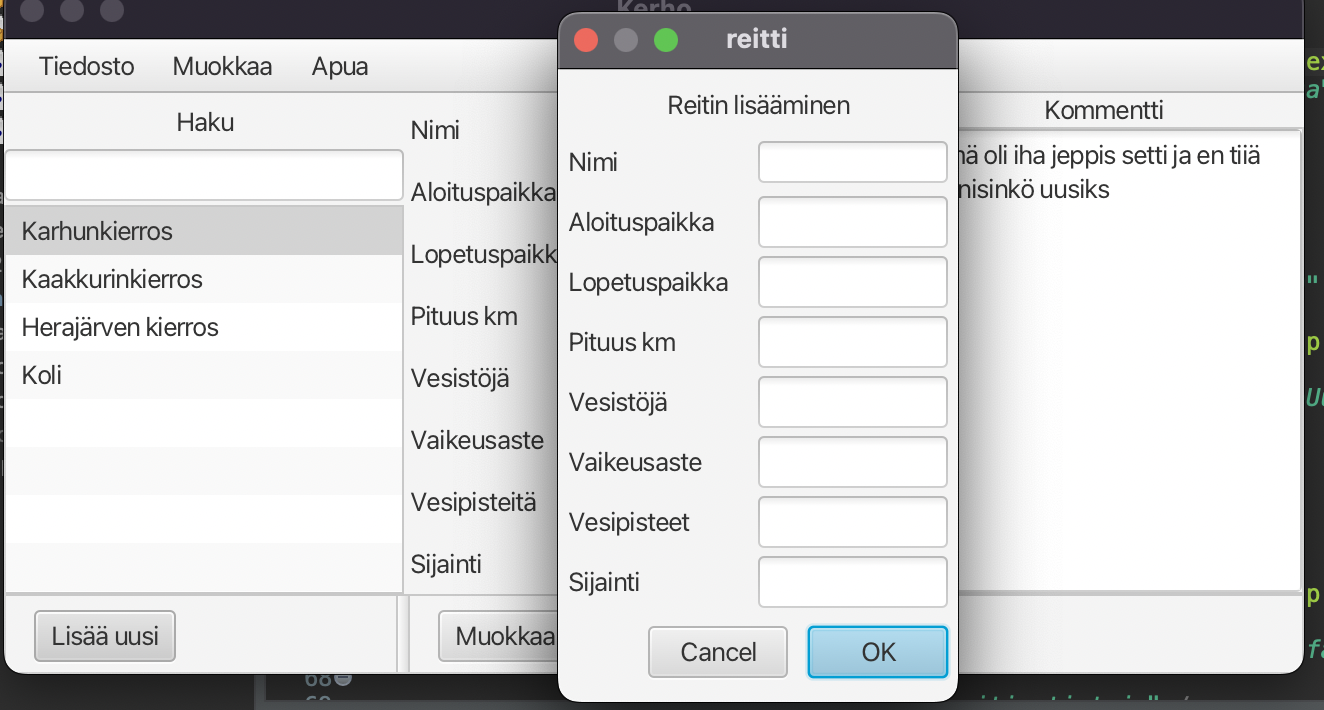 Kerho
Tiedosto Muokkaa Apua
Haku
Karhunkierros
Kaakkurinkierros
Herajärven kierros
Koli
Lisää uusi
Nimi
Aloituspaikka
Lopetuspaikk
Pituus km
Vesistöjä
Vaikeusaste
Vesipisteitä
Sijainti
Muokkaa
reitti
Reitin lisääminen
Nimi
Aloituspaikka
Lopetuspaikka
Pituus km
Vesistöjä
Vaikeusaste
Vesipisteet
Sijainti
Cancel OK
Kommentti
oli iha jeppis setti ja en tiiä
nisinkö uusiks
68